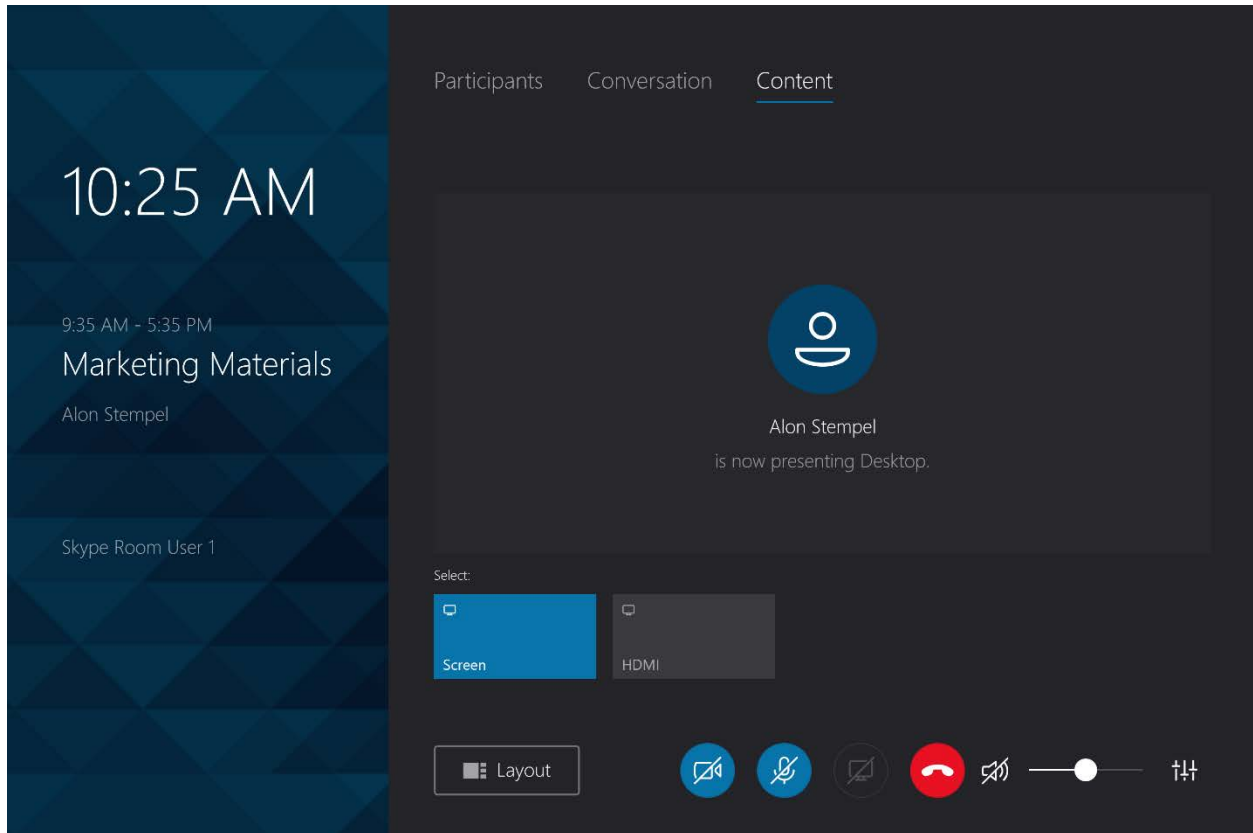 10:25 AM
9:35 AM - 5:35 PM
Marketing Materials
Alon Stempel
Skype Room User 1
Participants
Conversation
Content
Alon Stempel
is now presenting Desktop.
Select:
Screen
HDMI
Layout